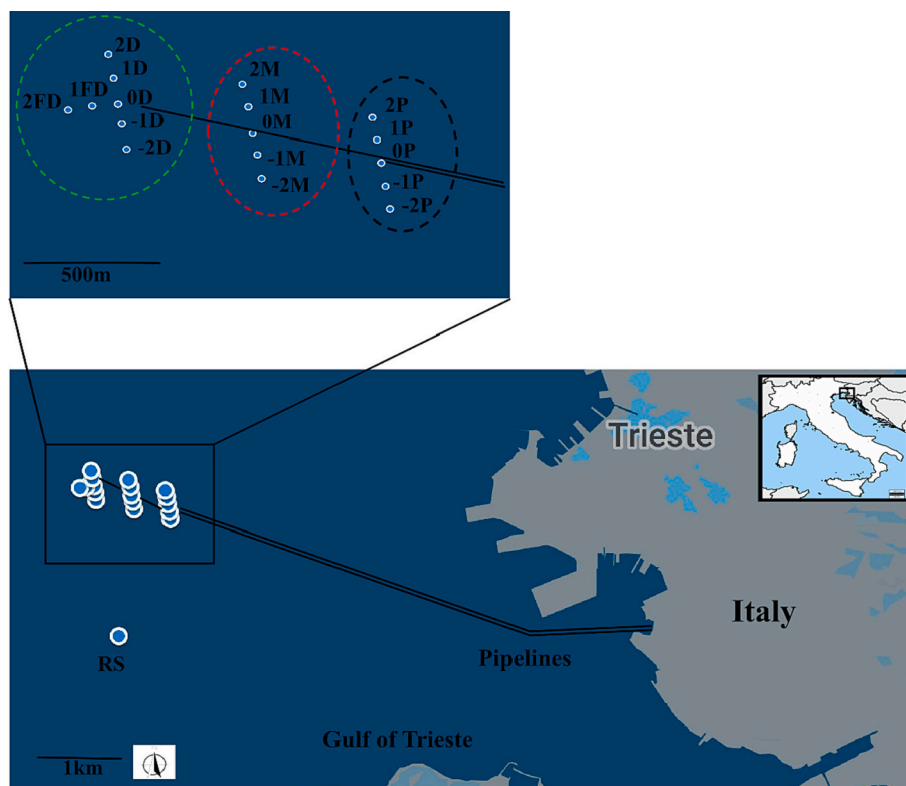 2D
1D
2FD 1FD 0D
-1D
-2D
2M
1M
0M
-1M
-2M
2P
1P
0P
-1P
-2P
500m
Trieste
Italy
RS
Pipelines
Gulf of Trieste
1km